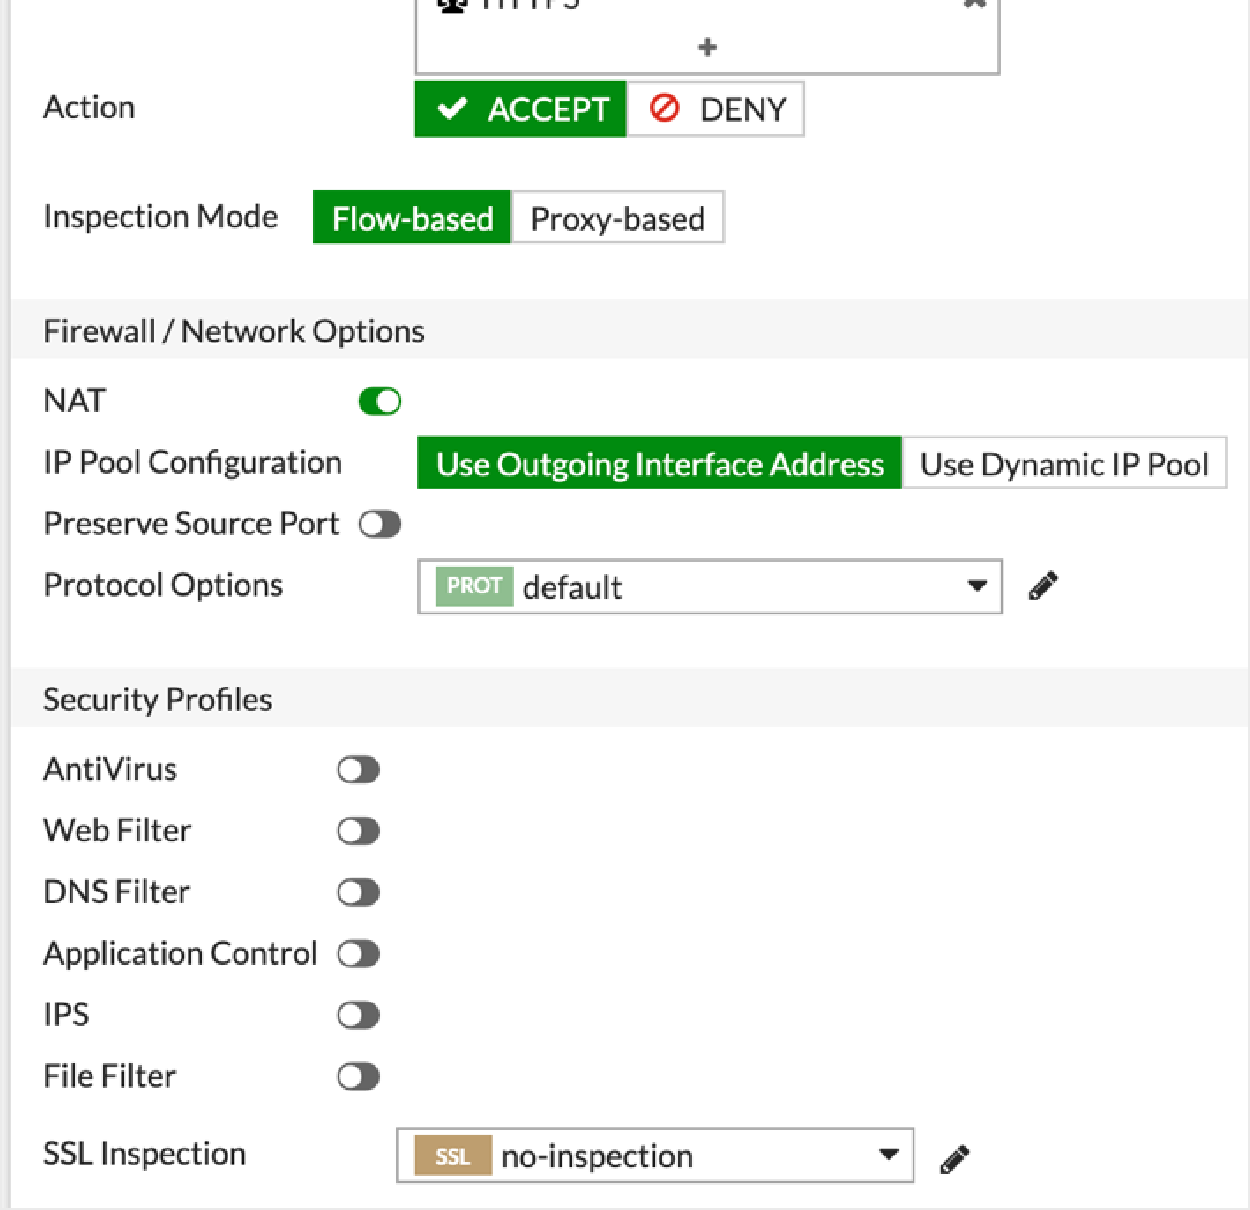 HTTPS
Action ACCEPT DENY
Inspection Mode Flow-based Proxy-based
Firewall / Network Options
NAT
IP Pool Configuration Use Outgoing Interface Address Use Dynamic IP Pool
Preserve Source Port
Protocol Options PROT default
Security Profiles
AntiVirus
Web Filter
DNS Filter
Application Control
IPS
File Filter
SSL Inspection SSL no-inspection